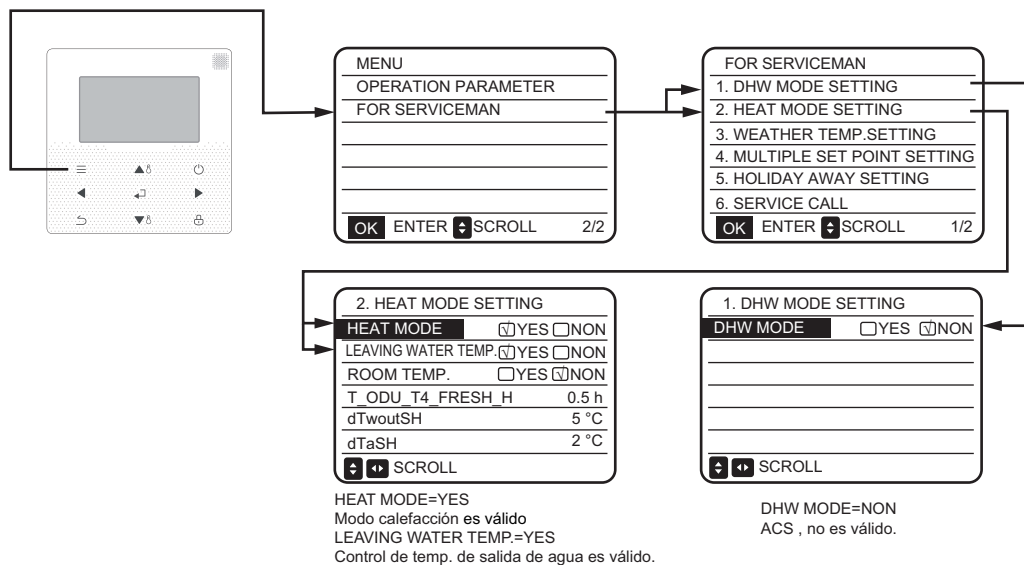 MENU
OPERATION PARAMETER
FOR SERVICEMAN
OK ENTER SCROLL 2/2
FOR SERVICEMAN
1. DHW MODE SETTING
2. HEAT MODE SETTING
3. WEATHER TEMP.SETTING
4. MULTIPLE SET POINT SETTING
5. HOLIDAY AWAY SETTING
6. SERVICE CALL
OK ENTER SCROLL 1/2
2. HEAT MODE SETTING
HEAT MODE YES NON
LEAVING WATER TEMP. YES NON
ROOM TEMP. YES NON
T_ODU_T4_FRESH_H 0.5 h
dTwoutSH 5 °C
dTaSH 2 °C
SCROLL
HEAT MODE=YES
Modo calefacción es válido
LEAVING WATER TEMP.=YES
Control de temp. de salida de agua es válido.
1. DHW MODE SETTING
DHW MODE YES NON
SCROLL
DHW MODE=NON
ACS , no es válido.